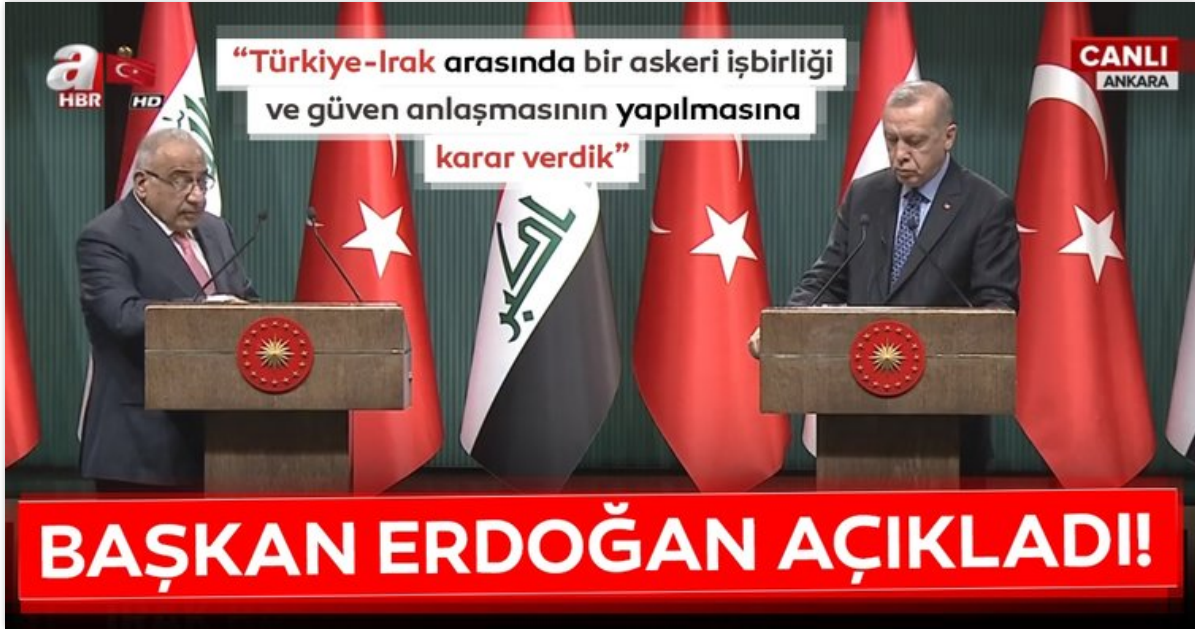 a
HBR
HD
CANLI
ANKARA
“Türkiye-Irak arasında bir askeri işbirliği
ve güven anlaşmasının yapılmasına
karar verdik”
BAŞKAN ERDOĞAN AÇIKLADI!